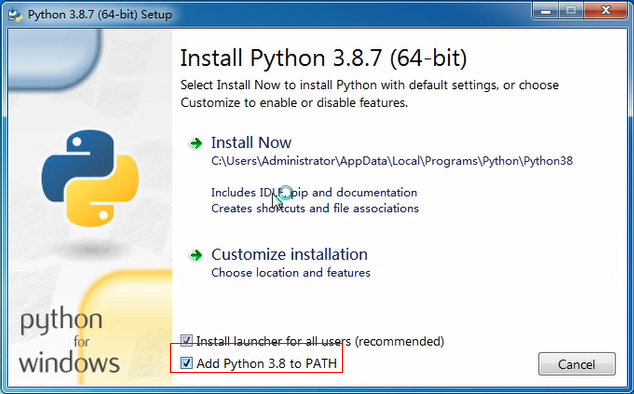 Python 3.8.7 (64-bit) Setup
Install Python 3.8.7 (64-bit)
Select Install Now to install Python with default settings, or choose
Customize to enable or disable features.
Install Now
C:\Users\Administrator\AppData\Local\Programs\Python\Python38
Includes IDLE, pip and documentation
Creates shortcuts and file associations
Customize installation
Choose location and features
python
for
windows
Install launcher for all users (recommended)
Add Python 3.8 to PATH
Cancel